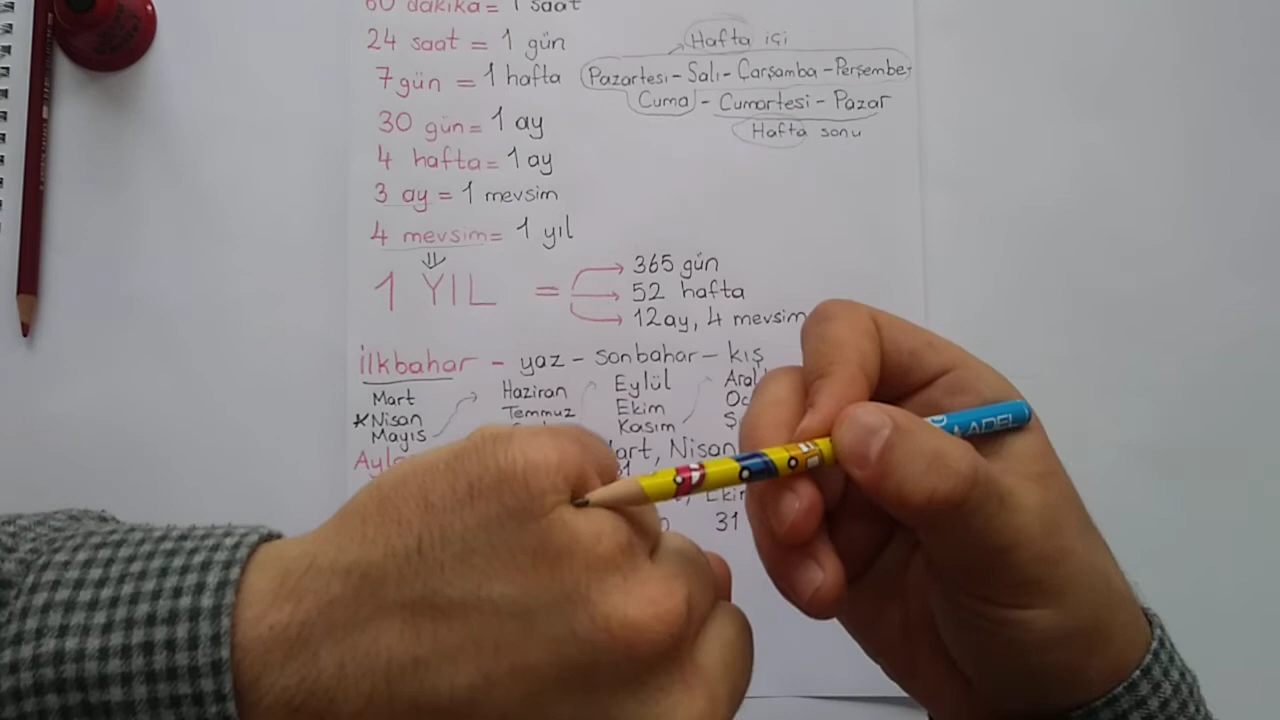 60 dakika = 1 saat
24 saat = 1 gün
7 gün = 1 hafta
30 gün = 1 ay
4 hafta = 1 ay
3 ay = 1 mevsim
4 mevsim = 1 yıl
Hafta içi
Pazartesi - Salı - Çarşamba - Perşembe
Cuma - Cumartesi - Pazar
Hafta sonu
1 YIL =
365 gün
52 hafta
12ay, 4 mevsim
İlkbahar - yaz - sonbahar - kış
Mart
Nisan
Mayıs
Haziran
Temmuz
Eylül
Ekim
Kasım
Nisan
31
ADEL